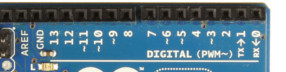 AREF
GND
13
12
~11
~10
~9
8
7
~6
~5
4
~3
2
TX→1
RX←0
DIGITAL (PWM~)